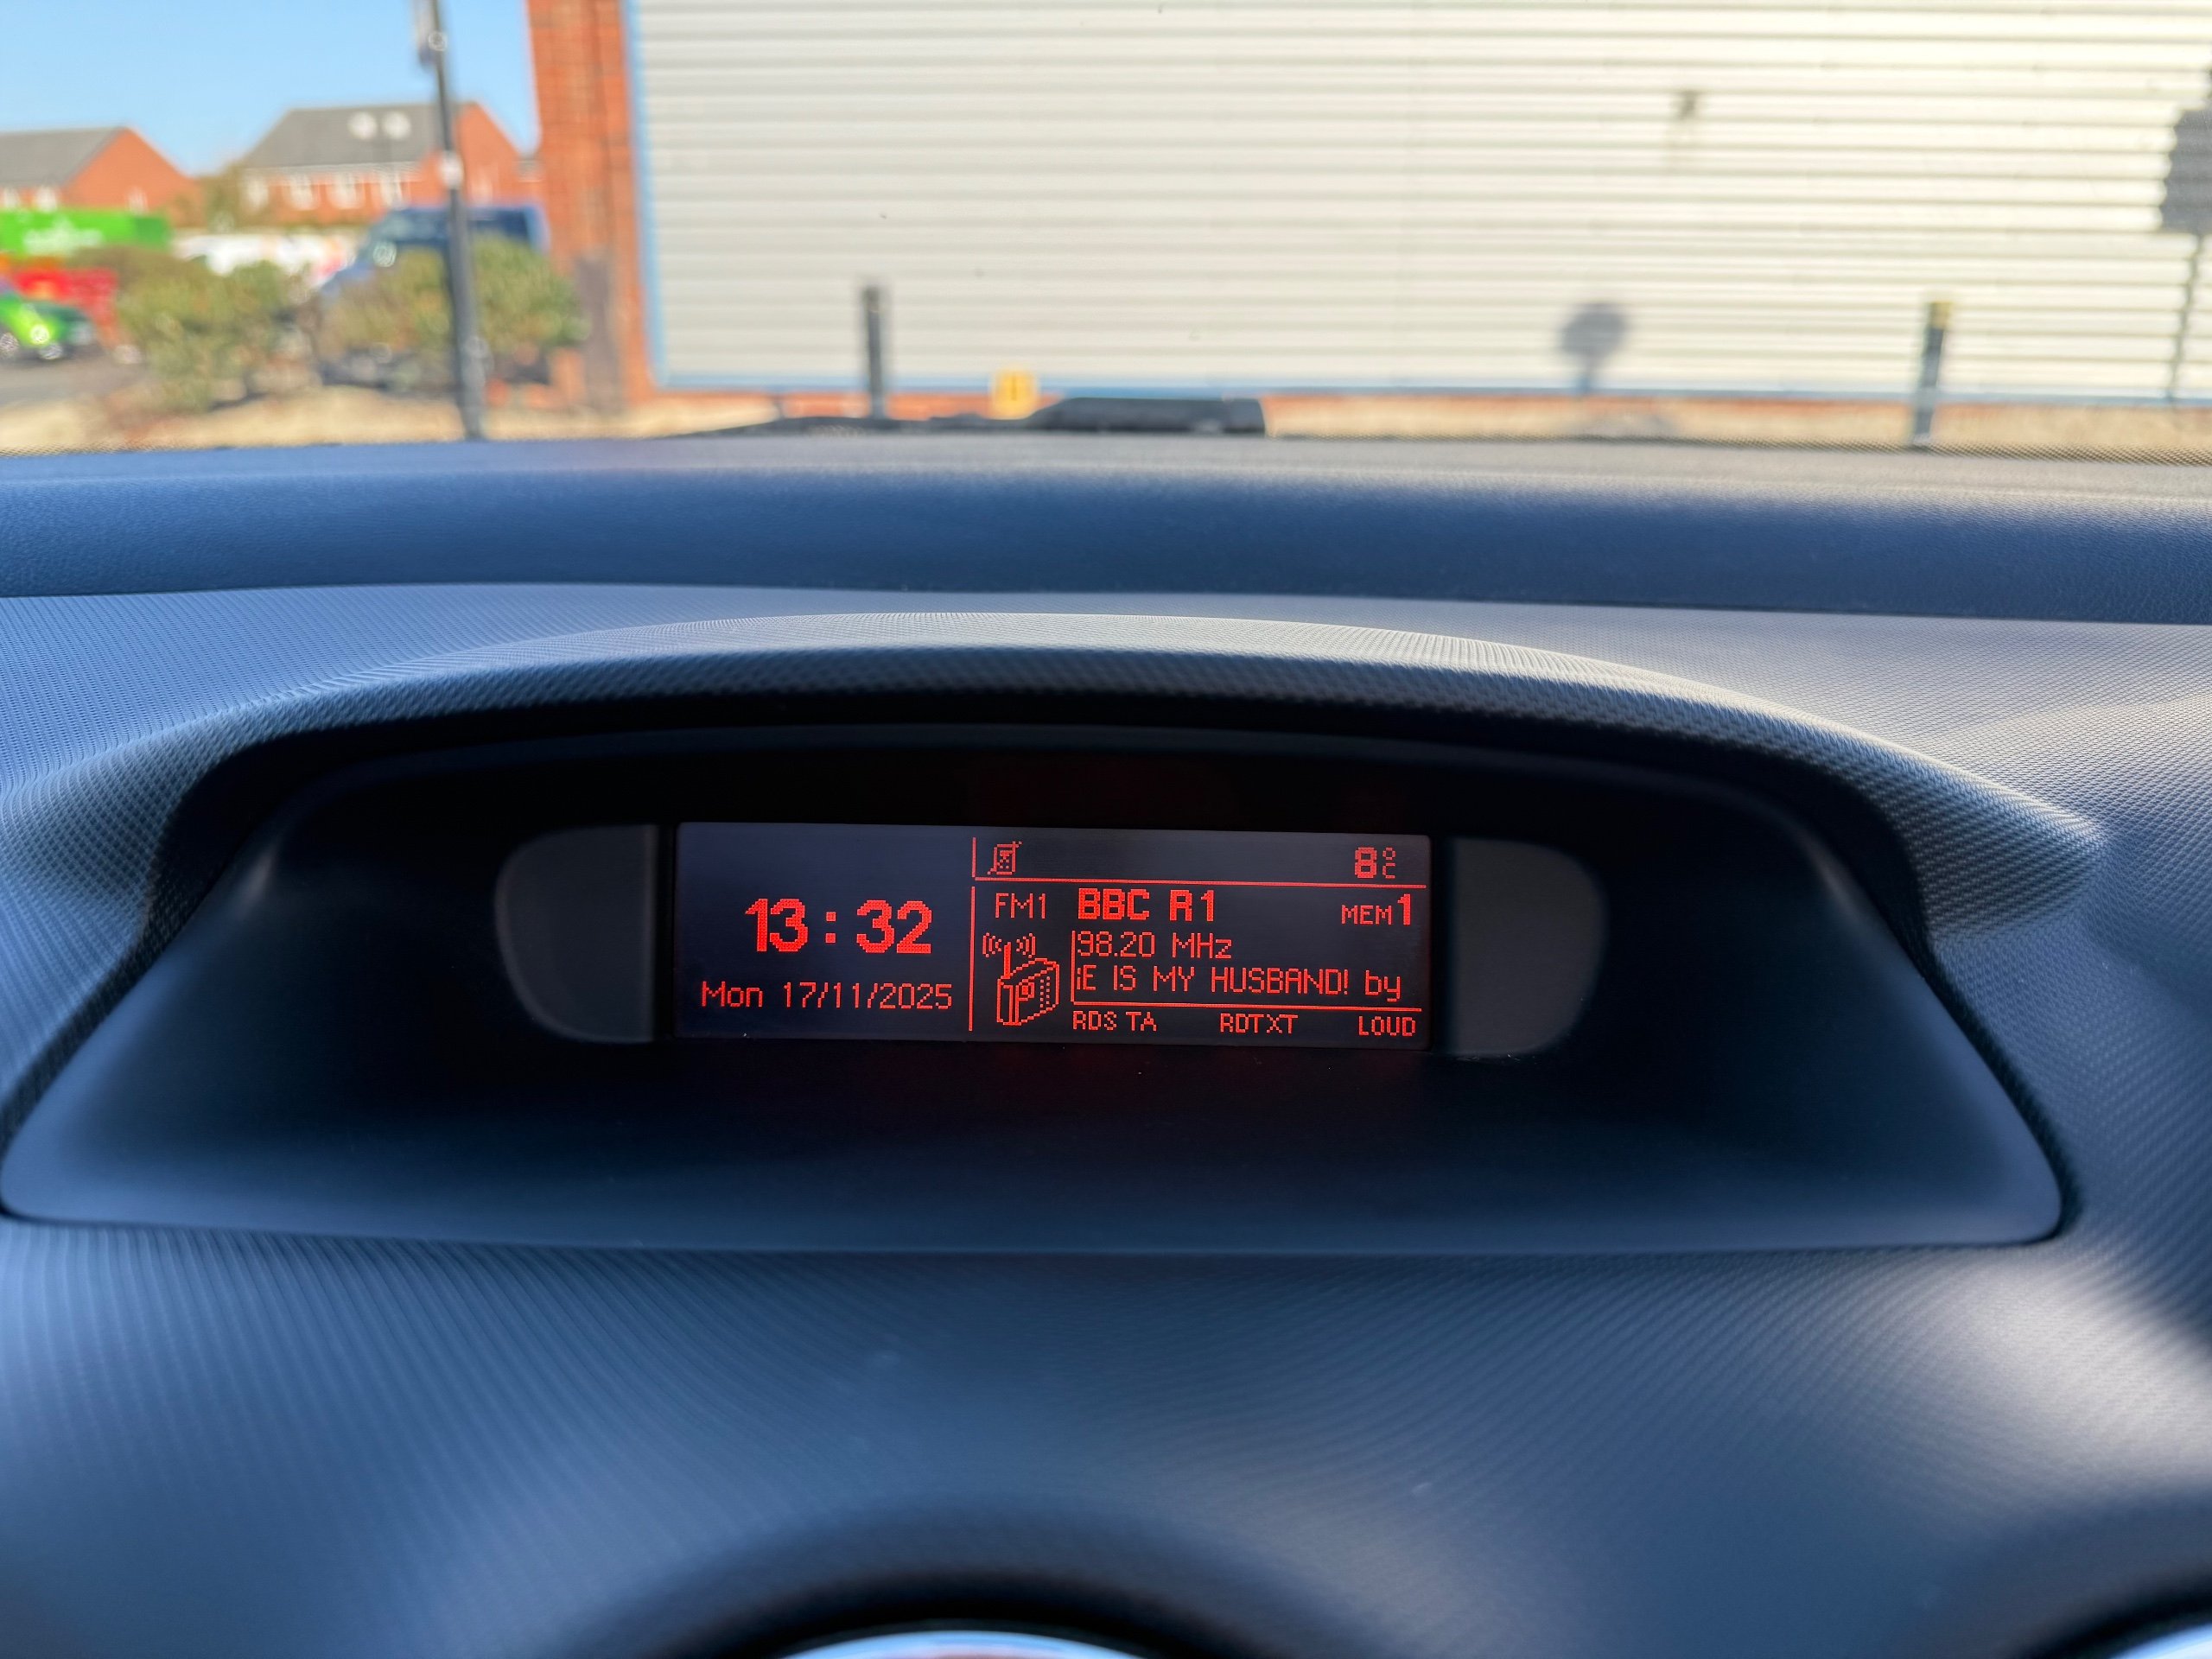 8°C
13:32
Mon 17/11/2025
FM1 BBC R1 MEM1
98.20 MHz
IS MY HUSBAND! by
RDS TA RDTXT LOUD